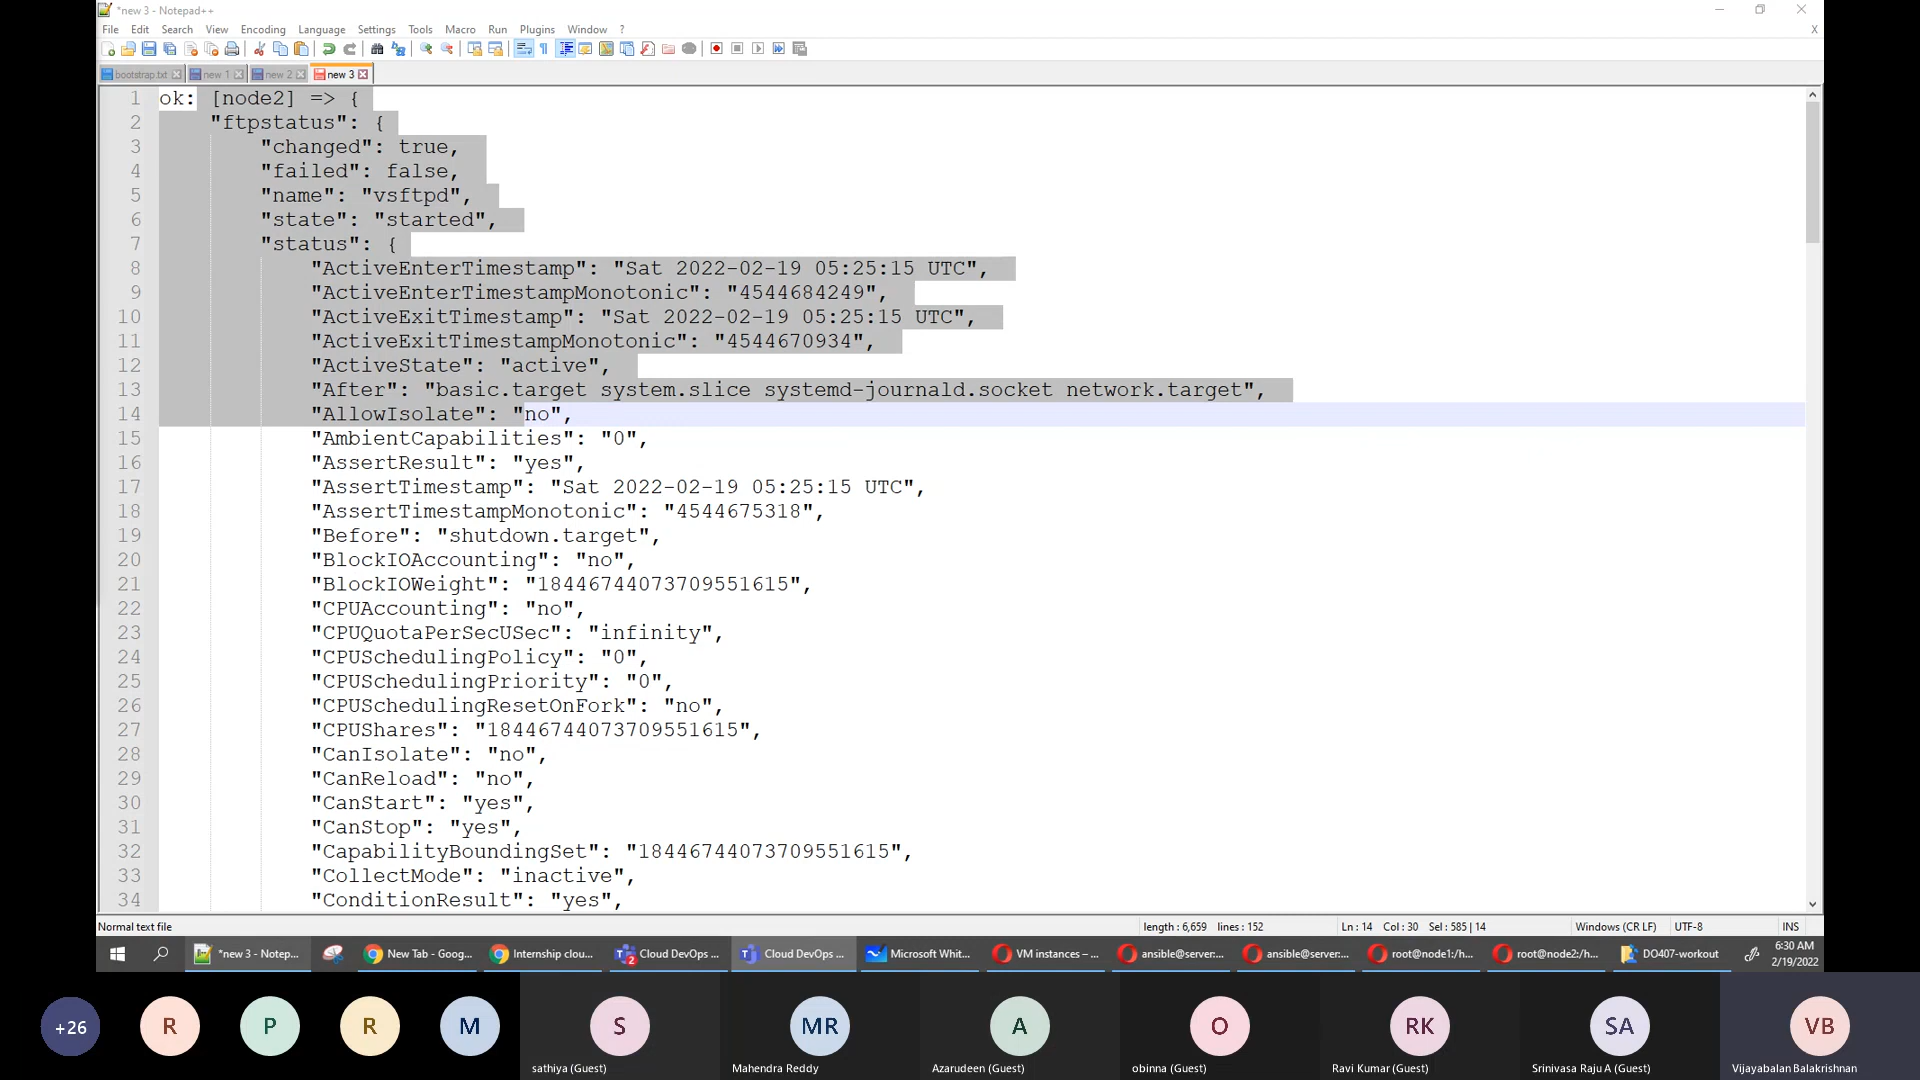 *new 3 - Notepad++
File Edit Search View Encoding Language Settings Tools Macro Run Plugins Window ? X
bootstrap.txt new 1 new 2 new 3
1 ok: [node2] => {
2 "ftpstatus": {
3 "changed": true,
4 "failed": false,
5 "name": "vsftpd",
6 "state": "started",
7 "status": {
8 "ActiveEnterTimestamp": "Sat 2022-02-19 05:25:15 UTC",
9 "ActiveEnterTimestampMonotonic": "4544684249",
10 "ActiveExitTimestamp": "Sat 2022-02-19 05:25:15 UTC",
11 "ActiveExitTimestampMonotonic": "4544670934",
12 "ActiveState": "active",
13 "After": "basic.target system.slice systemd-journald.socket network.target",
14 "AllowIsolate": "no",
15 "AmbientCapabilities": "0",
16 "AssertResult": "yes",
17 "AssertTimestamp": "Sat 2022-02-19 05:25:15 UTC",
18 "AssertTimestampMonotonic": "4544675318",
19 "Before": "shutdown.target",
20 "BlockIOAccounting": "no",
21 "BlockIOWeight": "18446744073709551615",
22 "CPUAccounting": "no",
23 "CPUQuotaPerSecUSec": "infinity",
24 "CPUSchedulingPolicy": "0",
25 "CPUSchedulingPriority": "0",
26 "CPUSchedulingResetOnFork": "no",
27 "CPUShares": "18446744073709551615",
28 "CanIsolate": "no",
29 "CanReload": "no",
30 "CanStart": "yes",
31 "CanStop": "yes",
32 "CapabilityBoundingSet": "18446744073709551615",
33 "CollectMode": "inactive",
34 "ConditionResult": "yes",
Normal text file length : 6,659 lines : 152 Ln : 14 Col : 30 Sel : 585 | 14 Windows (CR LF) UTF-8 INS
*new 3 - Notep... New Tab - Goog... Internship clou... 2 Cloud DevOps ... Cloud DevOps ... Microsoft Whit... VM instances – ... ansible@server:... ansible@server:... root@node1:/h... root@node2:/h... DO407-workout 6:30 AM
2/19/2022
+26 R P R M S MR A O RK SA VB
sathiya (Guest) Mahendra Reddy Azarudeen (Guest) obinna (Guest) Ravi Kumar (Guest) Srinivasa Raju A (Guest) Vijayabalan Balakrishnan